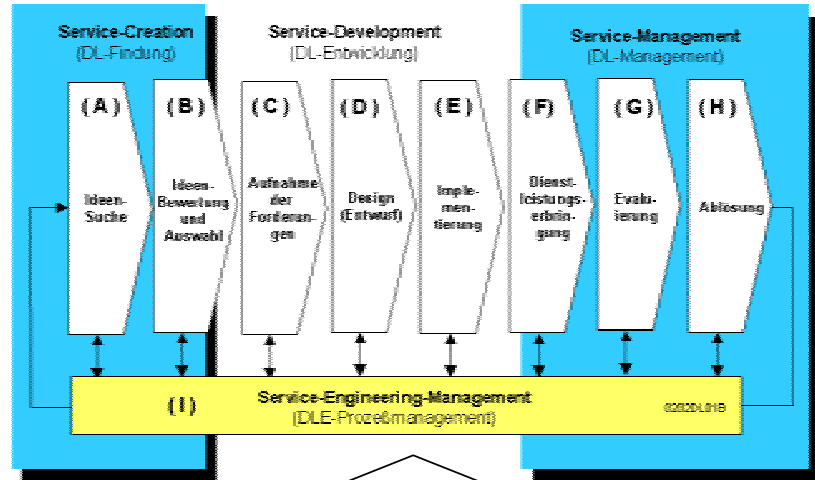 Service-Creation
(DL-Findung)
Service-Development
(DL-Entwicklung)
Service-Management
(DL-Management)
(A)
Ideen-
Suche
(B)
Ideen-
Bewertung
und
Auswahl
(C)
Aufnahme
der
Forderun-
gen
(D)
Design
(Entwurf)
(E)
Imple-
men-
tierung
(F)
Dienst-
leistungs-
erbrin-
gung
(G)
Evalu-
ierung
(H)
Ablösung
(I)
Service-Engineering-Management
(DLE-Prozeßmanagement)